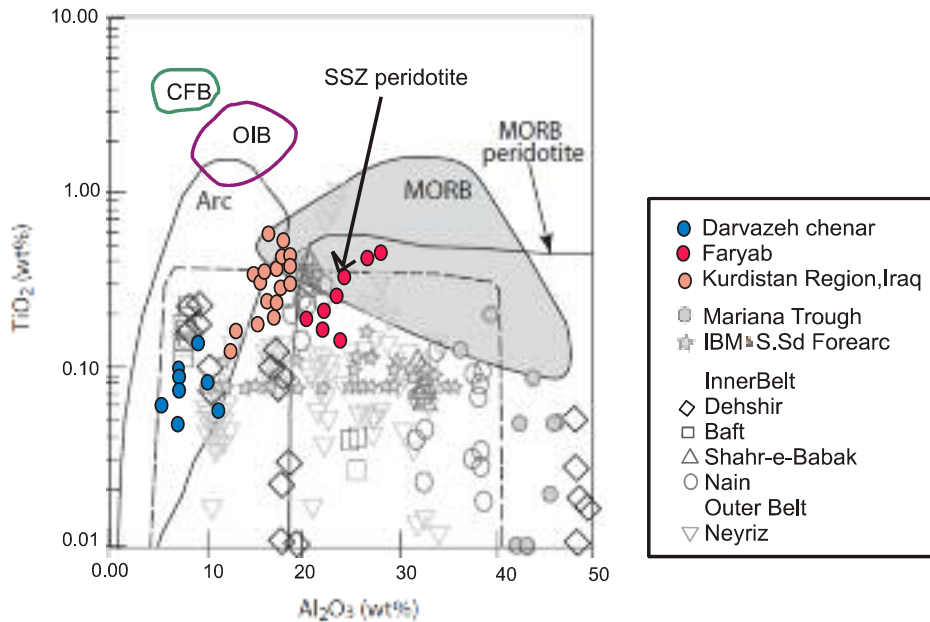 10.00
CFB
SSZ peridotite
OIB
MORB
peridotite
1.00
Arc
MORB
TiO₂ (wt%)
0.10
0.01
0.00
10
20
30
40
50
Al₂O₃ (wt%)
Darvazeh chenar
Faryab
Kurdistan Region,Iraq
Mariana Trough
IBM S.Sd Forearc
InnerBelt
Dehshir
Baft
Shahr-e-Babak
Nain
Outer Belt
Neyriz